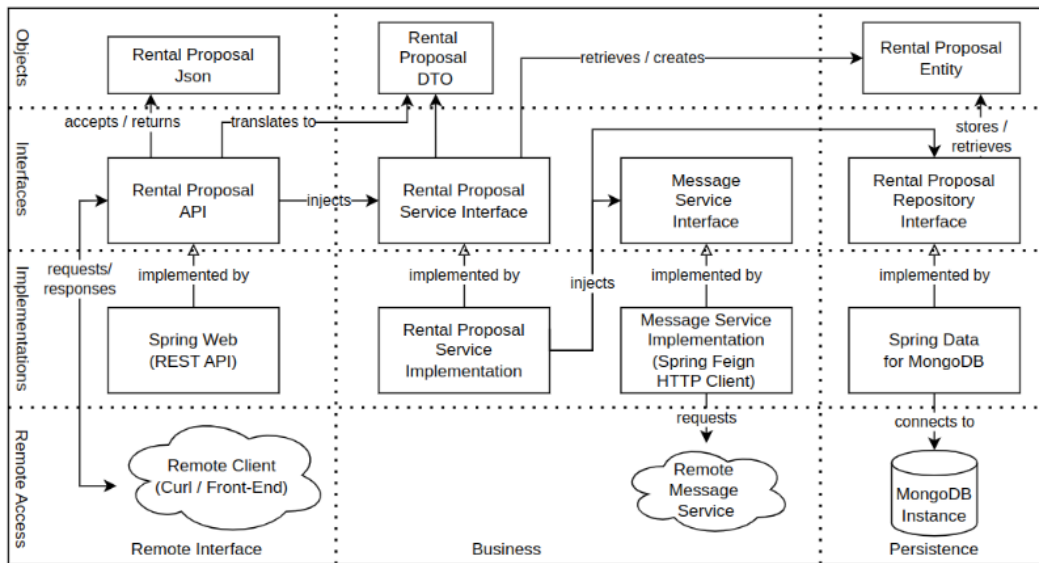 Objects
Rental Proposal
Json
Rental
Proposal
DTO
retrieves / creates
Rental Proposal
Entity
accepts / returns
translates to
stores /
retrieves
Interfaces
Rental Proposal
API
injects
Rental Proposal
Service Interface
Message
Service
Interface
Rental Proposal
Repository
Interface
requests/
responses
implemented by
implemented by
injects
implemented by
implemented by
Implementations
Spring Web
(REST API)
Rental Proposal
Service
Implementation
Message Service
Implementation
(Spring Feign
HTTP Client)
Spring Data
for MongoDB
requests
connects to
Remote Access
Remote Client
(Curl / Front-End)
Remote
Message
Service
MongoDB
Instance
Remote Interface
Business
Persistence